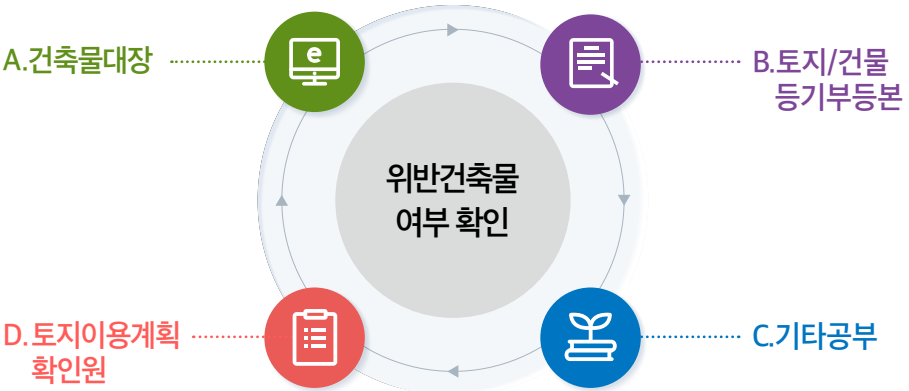 A.건축물대장
e
B.토지/건물
등기부등본
위반건축물
여부 확인
D.토지이용계획
확인원
C.기타공부